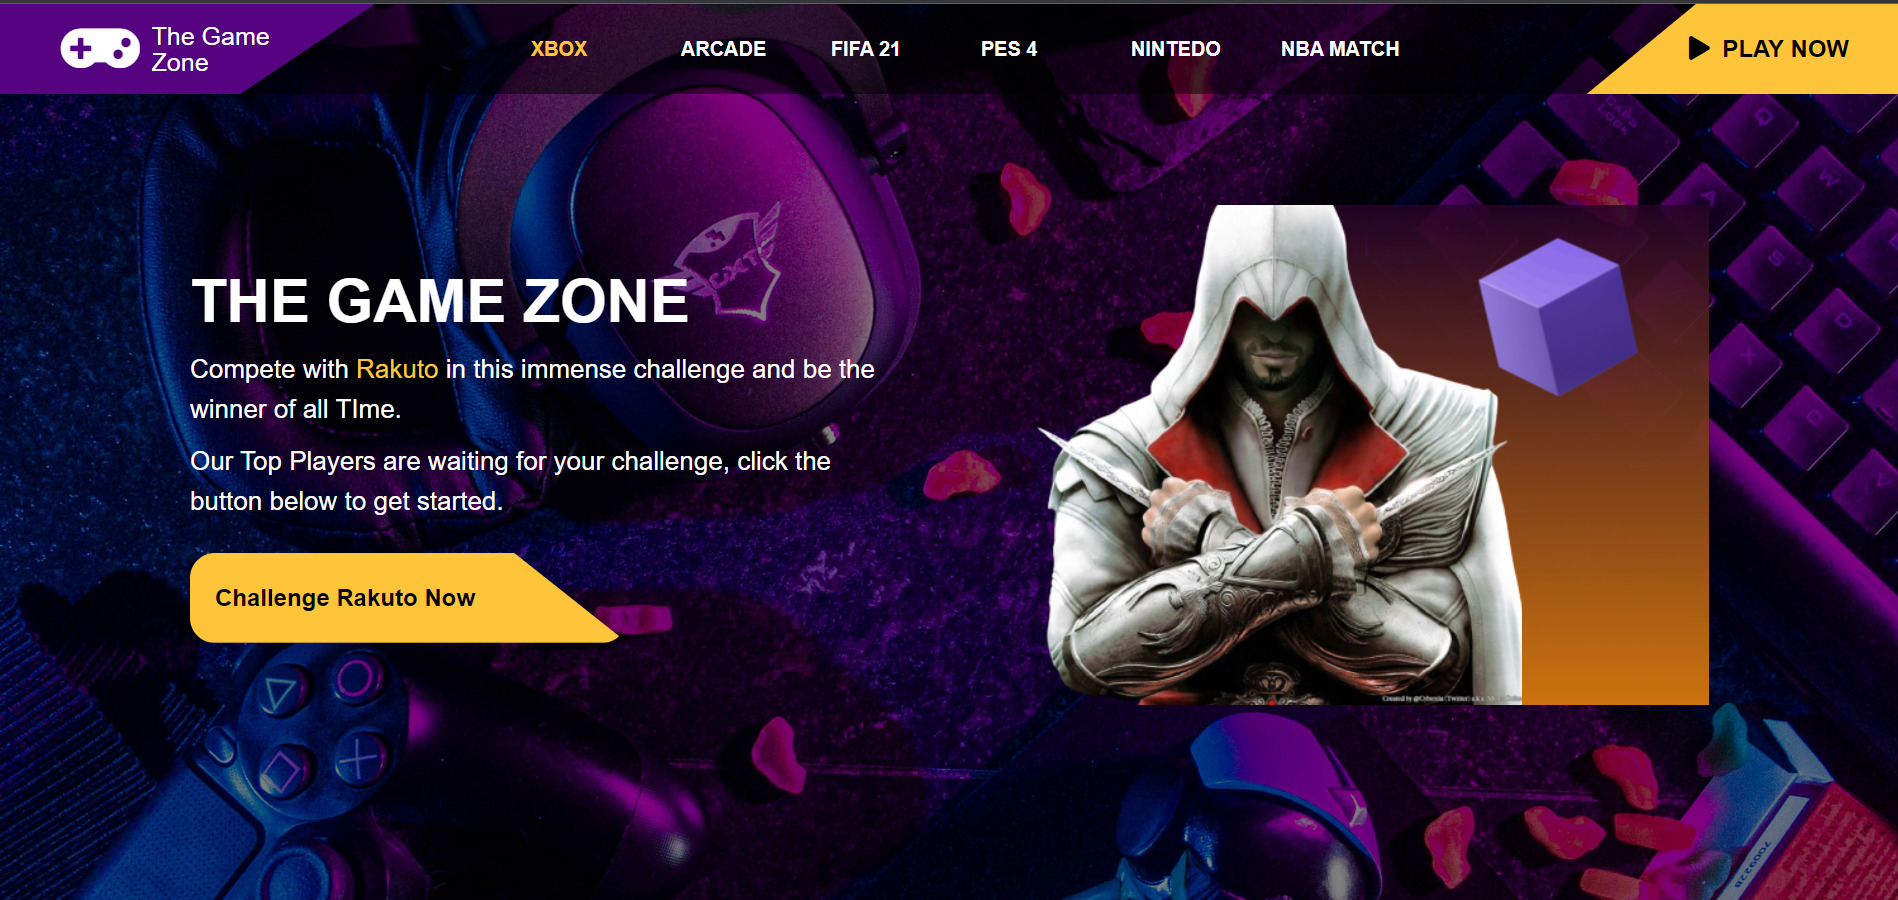 The Game
Zone
XBOX
ARCADE
FIFA 21
PES 4
NINTEDO
NBA MATCH
PLAY NOW
THE GAME ZONE
Compete with Rakuto in this immense challenge and be the
winner of all TIme.
Our Top Players are waiting for your challenge, click the
button below to get started.
Challenge Rakuto Now
GXT
Q
W
A
S
D
X
C
V